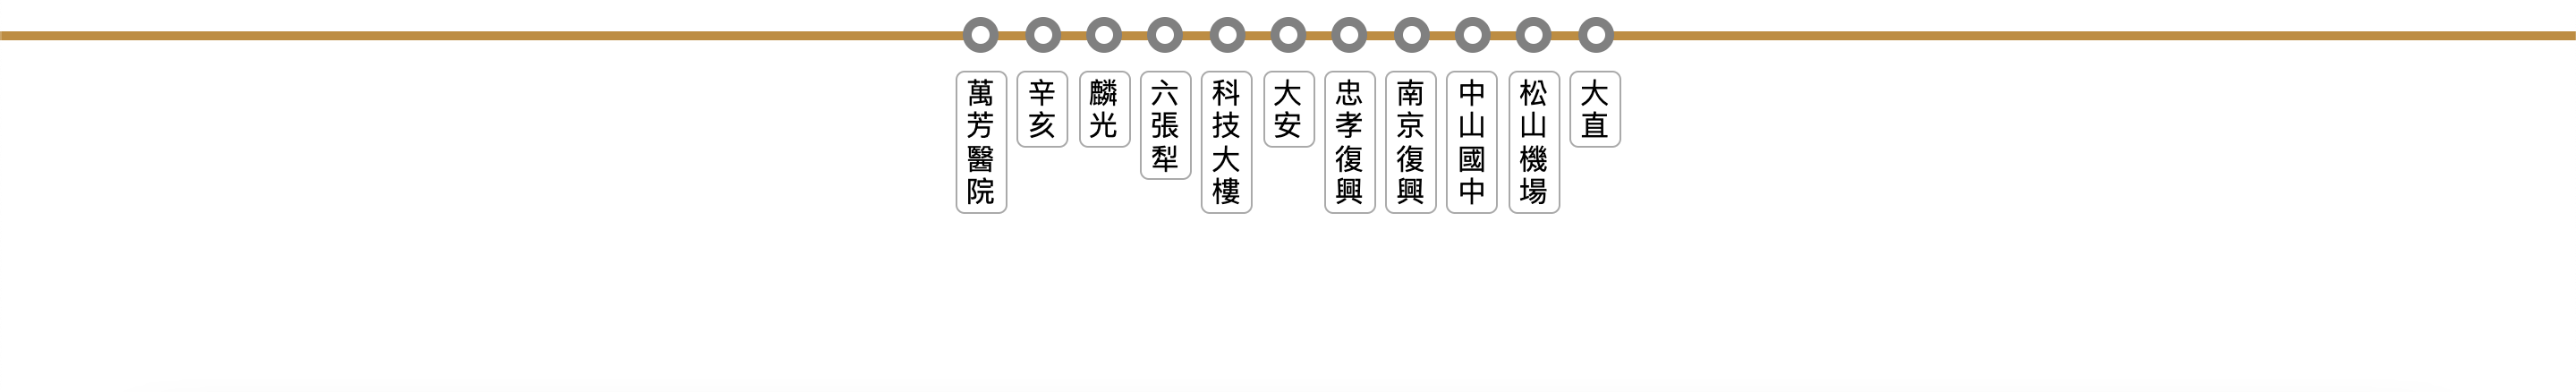 萬芳醫院
辛亥
麟光
六張犁
科技大樓
大安
忠孝復興
南京復興
中山國中
松山機場
大直